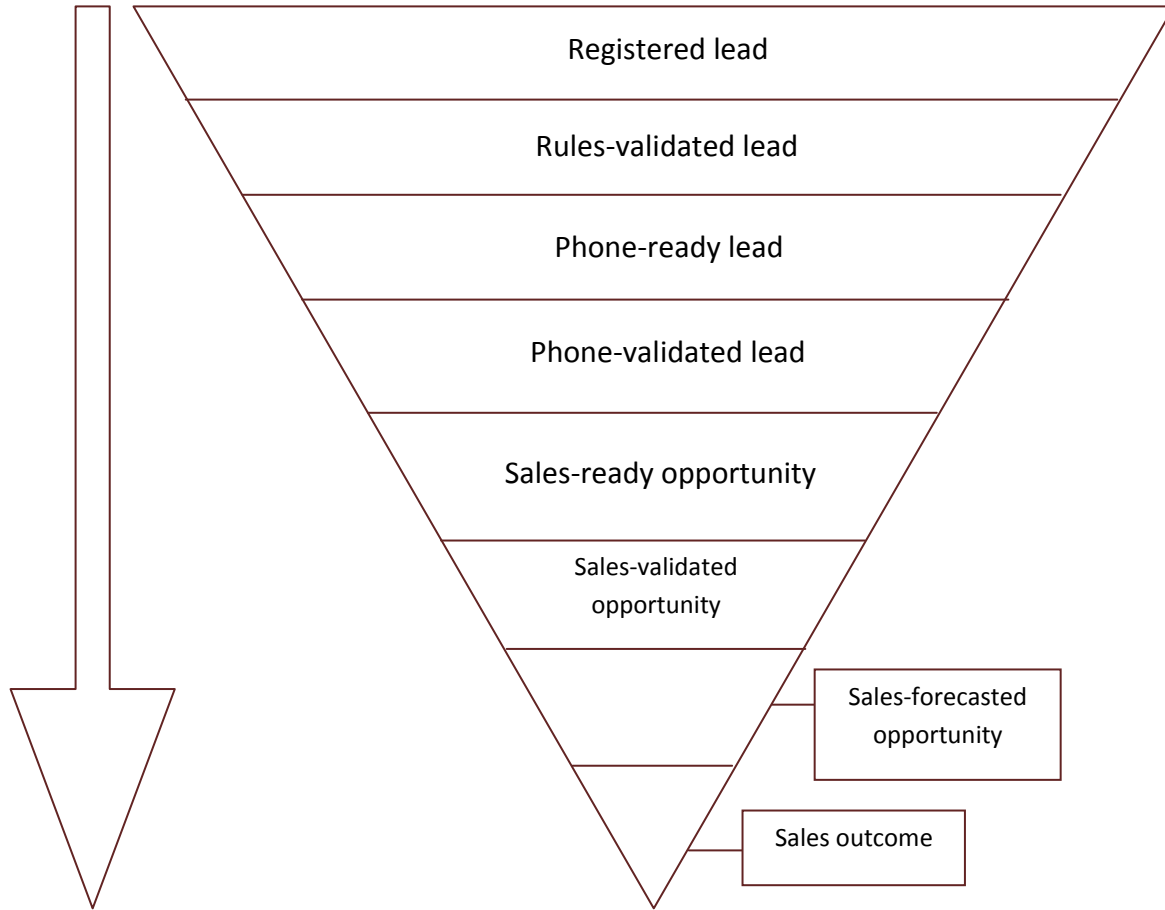 Registered lead
Rules-validated lead
Phone-ready lead
Phone-validated lead
Sales-ready opportunity
Sales-validated
opportunity
Sales-forecasted
opportunity
Sales outcome